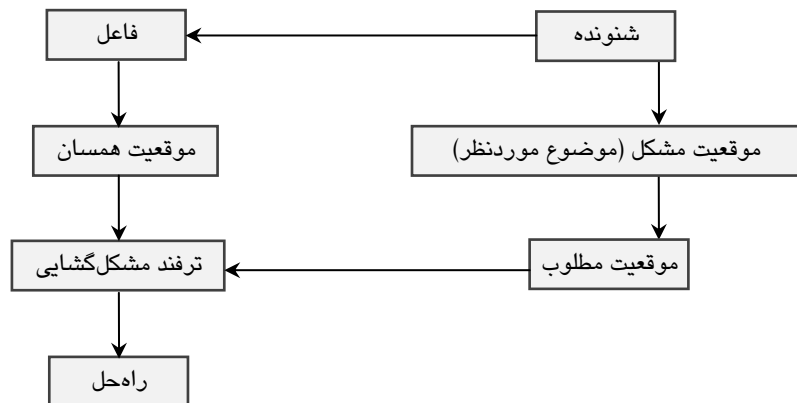 شنونده
فاعل
موقعیت مشکل (موضوع موردنظر)
موقعیت همسان
موقعیت مطلوب
ترفند مشکل‌گشایی
راه‌حل